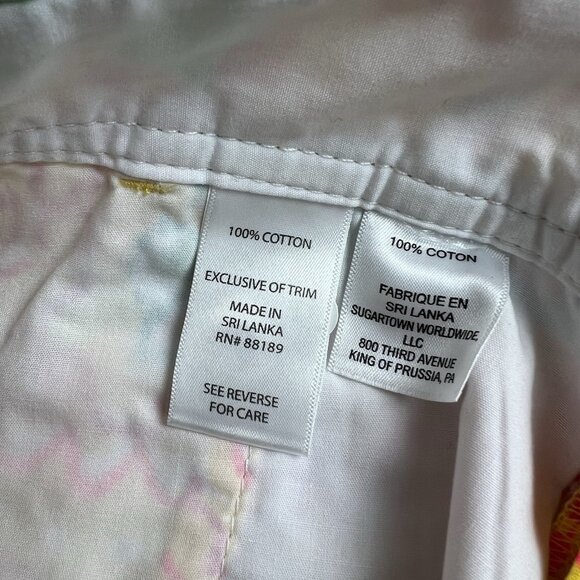 100% COTTON
EXCLUSIVE OF TRIM
MADE IN
SRI LANKA
RN# 88189
SEE REVERSE
FOR CARE
100% COTON
FABRIQUE EN
SRI LANKA
SUGARTOWN WORLDWIDE
LLC
800 THIRD AVENUE
KING OF PRUSSIA, PA